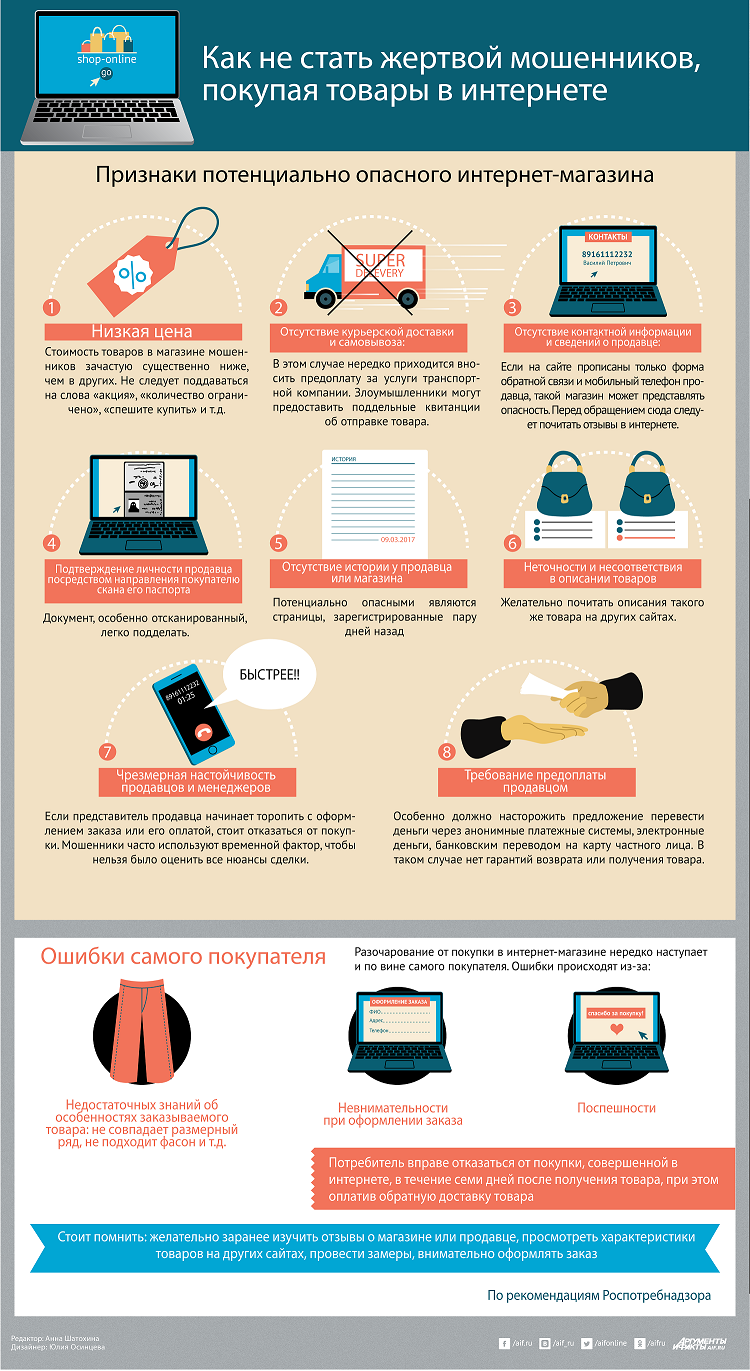 shop-online
go
Как не стать жертвой мошенников,
покупая товары в интернете
Признаки потенциально опасного интернет-магазина
%
1
Низкая цена
Стоимость товаров в магазине мошен-
ников зачастую существенно ниже,
чем в других. Не следует поддаваться
на слова «акция», «количество ограни-
чено», «спешите купить» и т.д.
SUPER
DELEVERY
2
Отсутствие курьерской доставки
и самовывоза:
В этом случае нередко приходится вно-
сить предоплату за услуги транспорт-
ной компании. Злоумышленники могут
предоставить поддельные квитанции
об отправке товара.
КОНТАКТЫ
89161112232
Василий Петрович
3
Отсутствие контактной информации
и сведений о продавце:
Если на сайте прописаны только форма
обратной связи и мобильный телефон про-
давца, такой магазин может представлять
опасность. Перед обращением сюда следу-
ет почитать отзывы в интернете.
4
Подтверждение личности продавца
посредством направления покупателю
скана его паспорта
Документ, особенно отсканированный,
легко подделать.
ИСТОРИЯ
09.03.2017
5
Отсутствие истории у продавца
или магазина
Потенциально опасными являются
страницы, зарегистрированные пару
дней назад
6
Неточности и несоответствия
в описании товаров
Желательно почитать описания такого
же товара на других сайтах.
89161112232
01:25
БЫСТРЕЕ!!
7
Чрезмерная настойчивость
продавцов и менеджеров
Если представитель продавца начинает торопить с оформ-
лением заказа или его оплатой, стоит отказаться от покуп-
ки. Мошенники часто используют временной фактор, чтобы
нельзя было оценить все нюансы сделки.
8
Требование предоплаты
продавцом
Особенно должно насторожить предложение перевести
деньги через анонимные платежные системы, электронные
деньги, банковским переводом на карту частного лица. В
таком случае нет гарантий возврата или получения товара.
Ошибки самого покупателя
Разочарование от покупки в интернет-магазине нередко наступает
и по вине самого покупателя. Ошибки происходят из-за:
Недостаточных знаний об
особенностях заказываемого
товара: не совпадает размерный
ряд, не подходит фасон и т.д.
ОФОРМЛЕНИЕ ЗАКАЗА
ФИО
Адрес
Телефон
Невнимательности
при оформлении заказа
спасибо за покупку!
Поспешности
Потребитель вправе отказаться от покупки, совершенной в
интернете, в течение семи дней после получения товара, при этом
оплатив обратную доставку товара
Стоит помнить: желательно заранее изучить отзывы о магазине или продавце, просмотреть характеристики
товаров на других сайтах, провести замеры, внимательно оформлять заказ
По рекомендациям Роспотребнадзора
Редактор: Анна Шатохина
Дизайнер: Юлия Осинцева
/aif.ru
/aif_ru
/aifonline
/aifru
АРГУМЕНТЫ
И ФАКТЫ AIF.RU